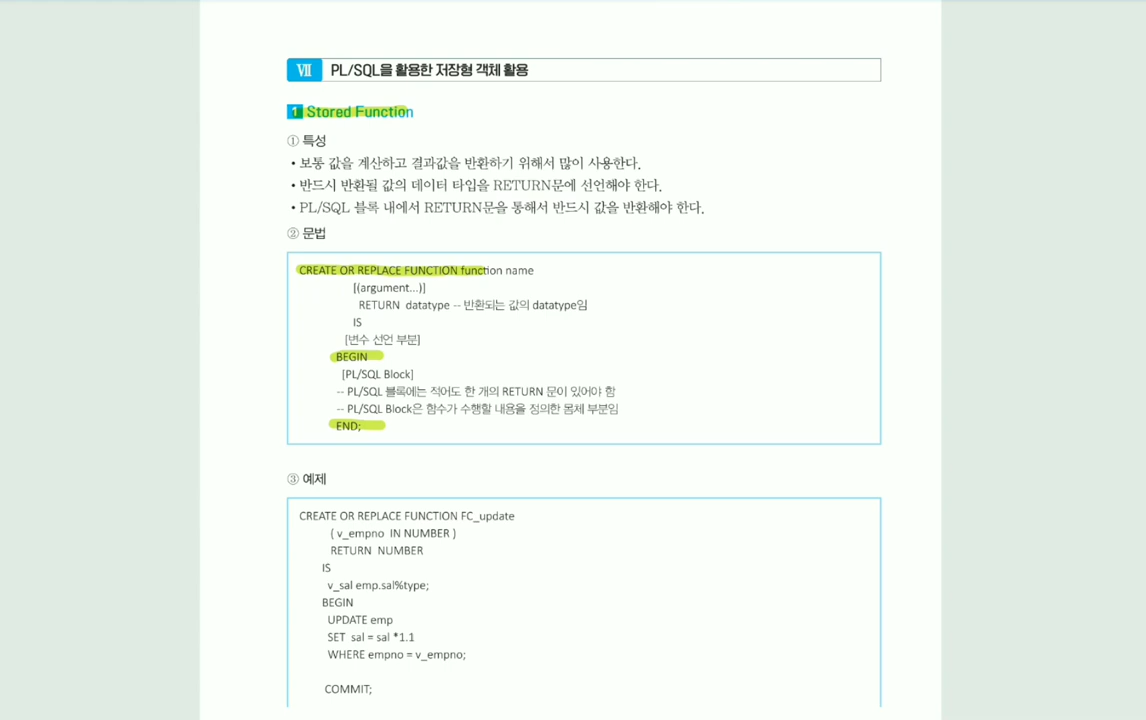 Ⅶ PL/SQL을 활용한 저장형 객체 활용
1 Stored Function
① 특성
• 보통 값을 계산하고 결과값을 반환하기 위해서 많이 사용한다.
• 반드시 반환될 값의 데이터 타입을 RETURN문에 선언해야 한다.
• PL/SQL 블록 내에서 RETURN문을 통해서 반드시 값을 반환해야 한다.
② 문법
CREATE OR REPLACE FUNCTION function name
[(argument...)]
RETURN datatype -- 반환되는 값의 datatype임
IS
[변수 선언 부분]
BEGIN
[PL/SQL Block]
-- PL/SQL 블록에는 적어도 한 개의 RETURN 문이 있어야 함
-- PL/SQL Block은 함수가 수행할 내용을 정의한 몸체 부분임
END;
③ 예제
CREATE OR REPLACE FUNCTION FC_update
( v_empno IN NUMBER )
RETURN NUMBER
IS
v_sal emp.sal%type;
BEGIN
UPDATE emp
SET sal = sal *1.1
WHERE empno = v_empno;
COMMIT;